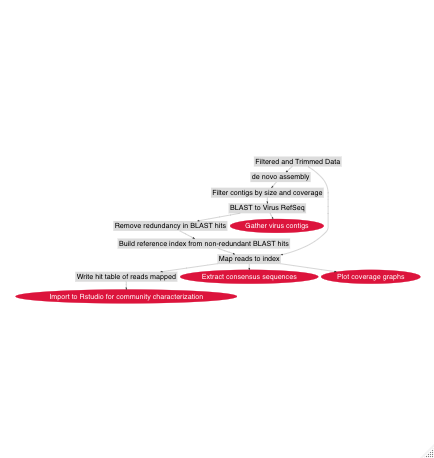 Filtered and Trimmed Data
de novo assembly
Filter contigs by size and coverage
BLAST to Virus RefSeq
Remove redundancy in BLAST hits
Gather virus contigs
Build reference index from non-redundant BLAST hits
Map reads to index
Write hit table of reads mapped
Extract consensus sequences
Plot coverage graphs
Import to Rstudio for community characterization